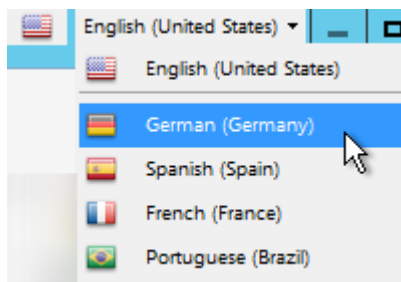 English (United States)
English (United States)
German (Germany)
Spanish (Spain)
French (France)
Portuguese (Brazil)